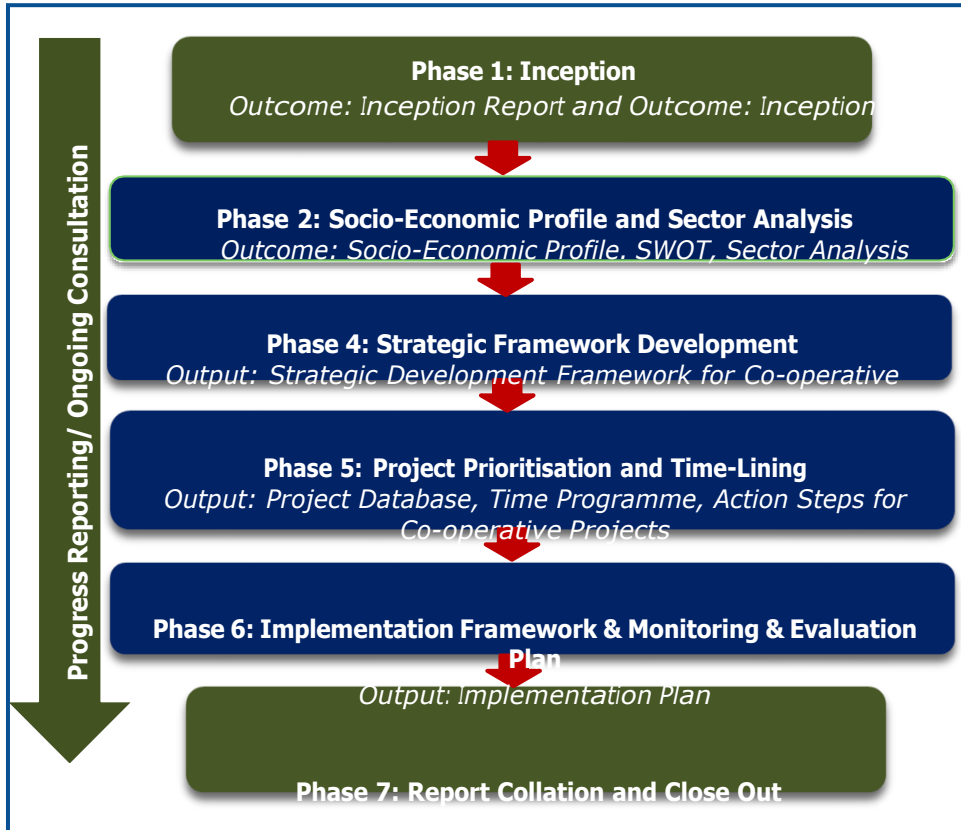 Progress Reporting/ Ongoing Consultation
Phase 1: Inception
Outcome: Inception Report and Outcome: Inception
Phase 2: Socio-Economic Profile and Sector Analysis
Outcome: Socio-Economic Profile. SWOT, Sector Analysis
Phase 4: Strategic Framework Development
Output: Strategic Development Framework for Co-operative
Phase 5: Project Prioritisation and Time-Lining
Output: Project Database, Time Programme, Action Steps for
Co-operative Projects
Phase 6: Implementation Framework & Monitoring & Evaluation
Plan
Output: Implementation Plan
Phase 7: Report Collation and Close Out